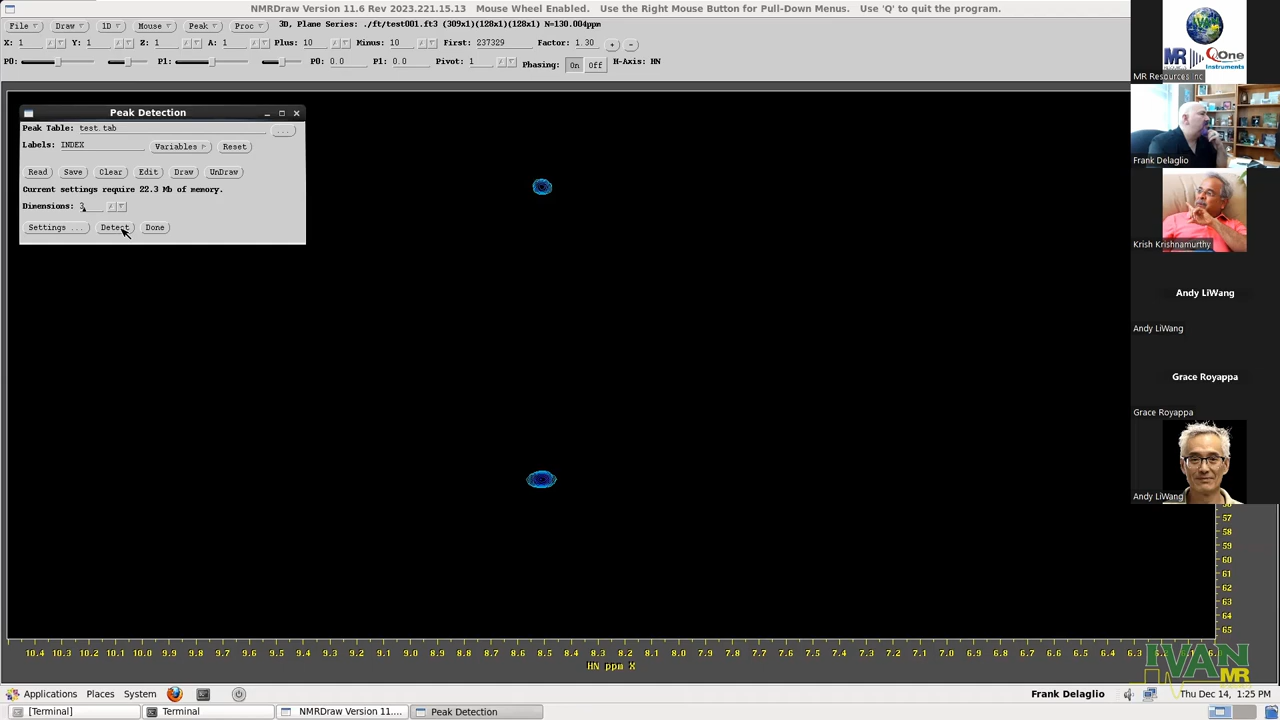 NMRDraw Version 11.6 Rev 2023.221.15.13 Mouse Wheel Enabled. Use the Right Mouse Button for Pull-Down Menus. Use 'Q' to quit the program.
File Draw 1D Mouse Peak Proc 3D, Plane Series: ./ft/test001.ft3 (309x1)(128x1)(128x1) N=130.004ppm
X: 1 Y: 1 Z: 1 A: 1 Plus: 10 Minus: 10 First: 237329 Factor: 1.30 + -
P0: P1: P0: 0.0 P1: 0.0 Pivot: 1 Phasing: On Off H-Axis: HN
Peak Detection
Peak Table: test.tab ...
Labels: INDEX Variables Reset
Read Save Clear Edit Draw UnDraw
Current settings require 22.3 Mb of memory.
Dimensions: 3
Settings ... Detect Done
MR QOne
Instruments
MR Resources Inc
Frank Delaglio
Krish Krishnamurthy
Andy LiWang
Andy LiWang
Grace Royappa
Grace Royappa
Andy LiWang
57
58
59
60
61
62
63
64
65
10.4 10.3 10.2 10.1 10.0 9.9 9.8 9.7 9.6 9.5 9.4 9.3 9.2 9.1 9.0 8.9 8.8 8.7 8.6 8.5 8.4 8.3 8.2 8.1 8.0 7.9 7.8 7.7 7.6 7.5 7.4 7.3 7.2 7.1 7.0 6.9 6.8 6.7 6.6 6.5 6.4 6.3 6.2 6.1 6.0
HN ppm X
IVAN
MR
Applications Places System Frank Delaglio Thu Dec 14, 1:25 PM
[Terminal] Terminal NMRDraw Version 11.... Peak Detection